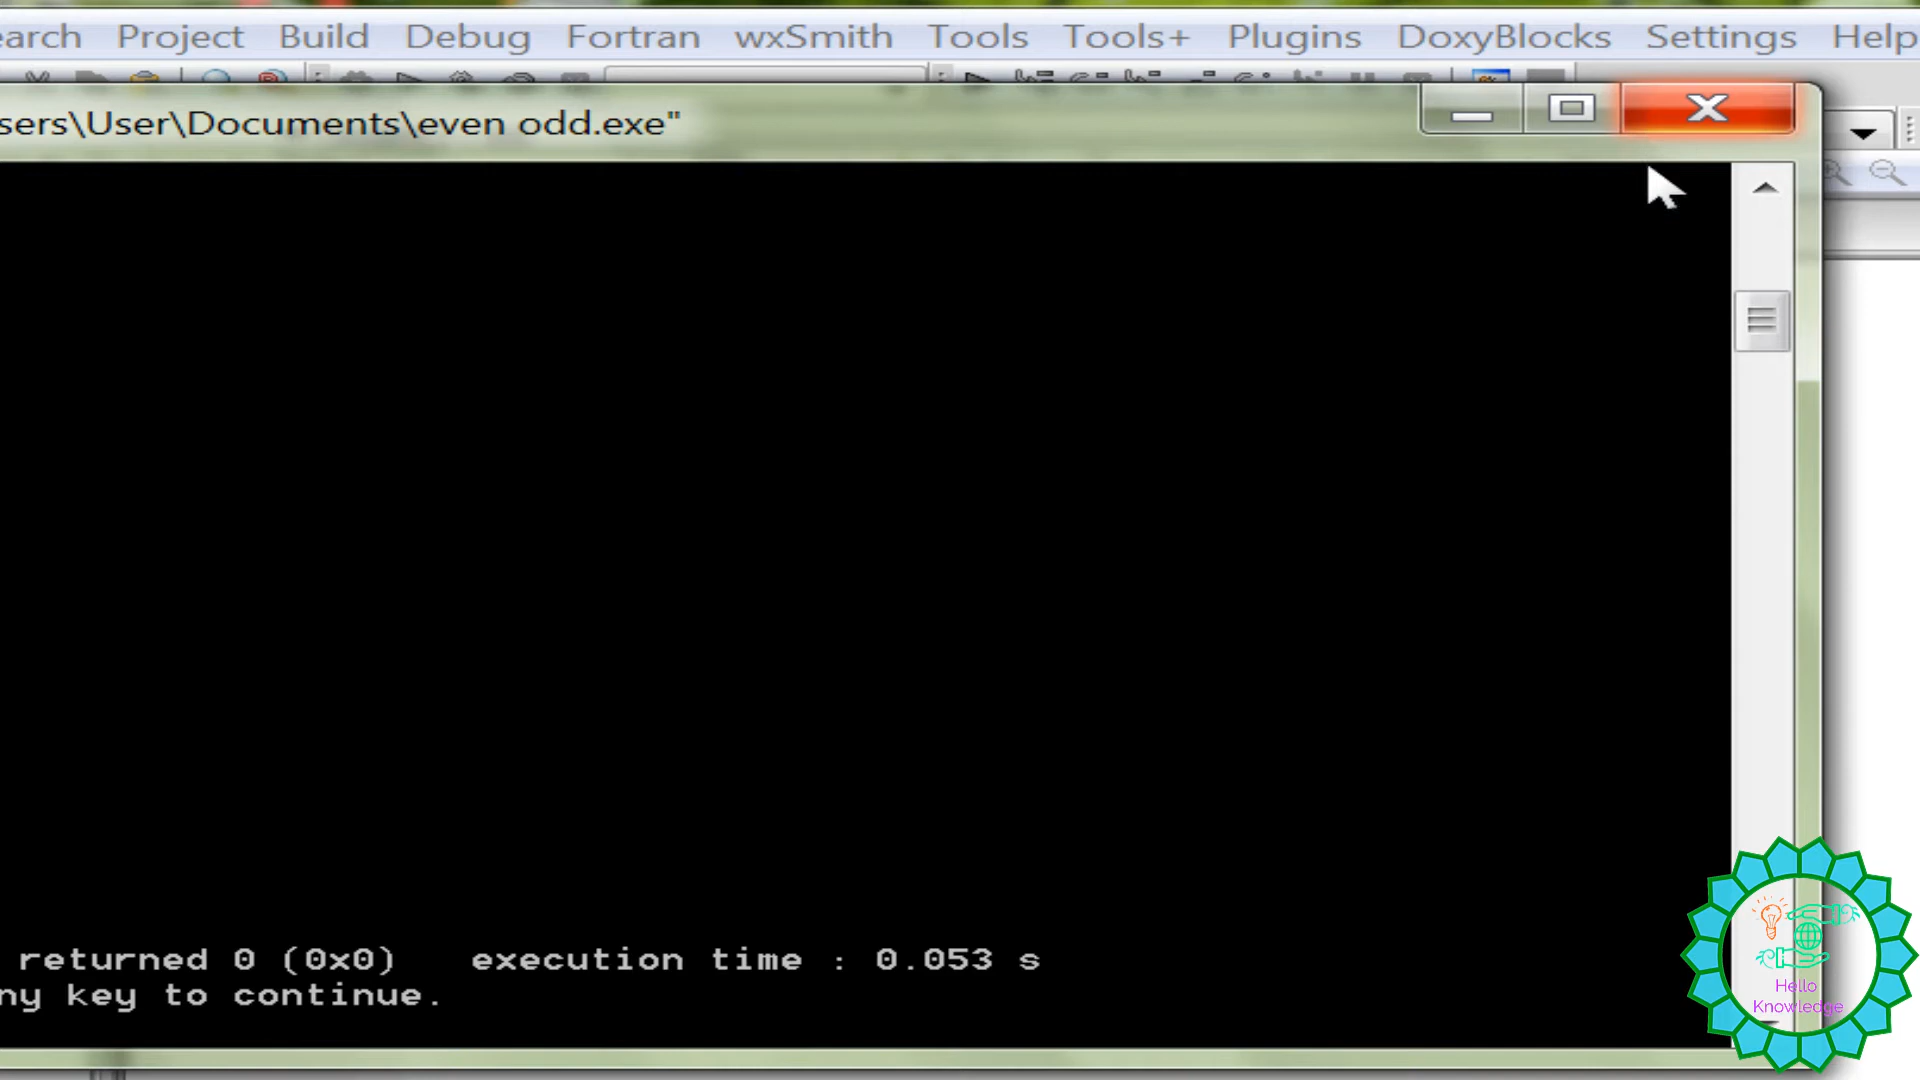 earch Project Build Debug Fortran wxSmith Tools Tools+ Plugins DoxyBlocks Settings Help
sers\User\Documents\even odd.exe"
returned 0 (0x0) execution time : 0.053 s
ny key to continue.
Hello
Knowledge